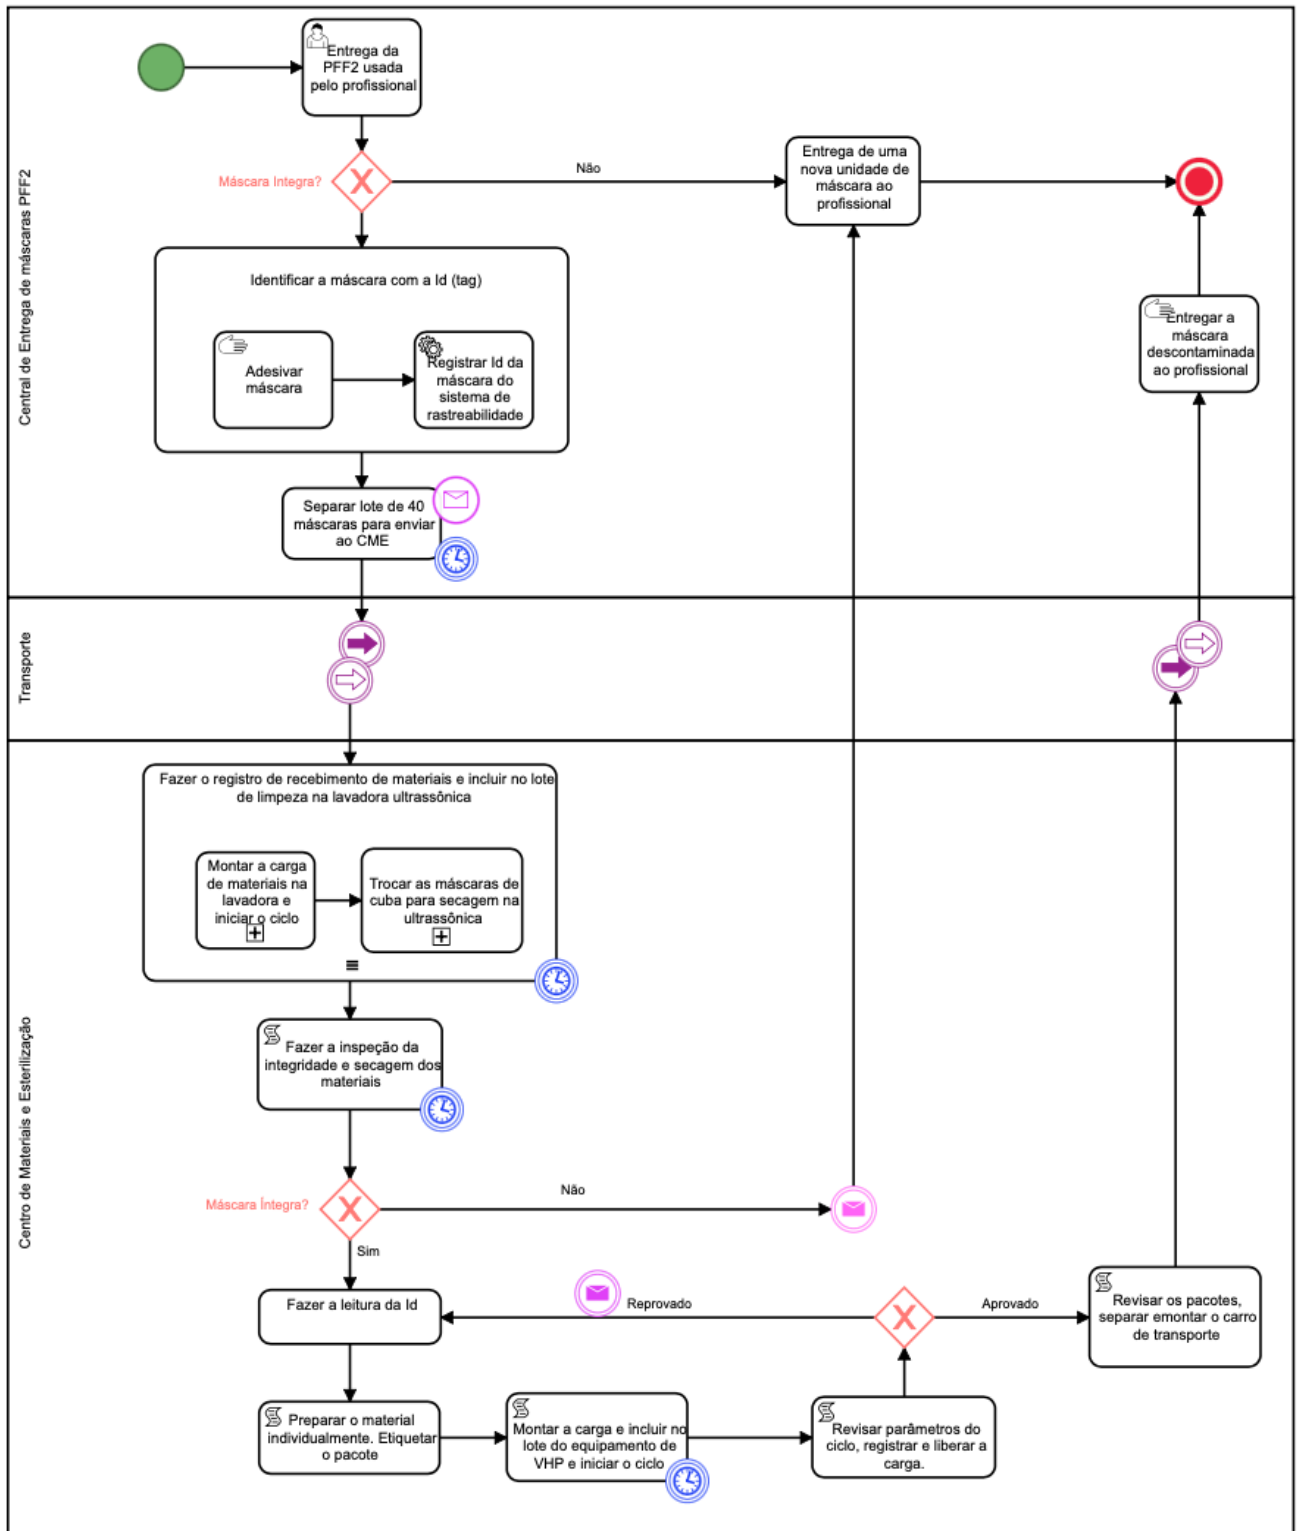 Central de Entrega de máscaras PFF2
Entrega da
PFF2 usada
pelo profissional
Máscara Integra?
Não
Entrega de uma
nova unidade de
máscara ao
profissional
Identificar a máscara com a Id (tag)
Adesivar
máscara
Registrar Id da
máscara do
sistema de
rastreabilidade
Entregar a
máscara
descontaminada
ao profissional
Separar lote de 40
máscaras para enviar
ao CME
Transporte
Centro de Materiais e Esterilização
Fazer o registro de recebimento de materiais e incluir no lote
de limpeza na lavadora ultrassônica
Montar a carga
de materiais na
lavadora e
iniciar o ciclo
Trocar as máscaras de
cuba para secagem na
ultrassônica
Fazer a inspeção da
integridade e secagem dos
materiais
Máscara Íntegra?
Não
Sim
Fazer a leitura da Id
Reprovado
Aprovado
Revisar os pacotes,
separar emontar o carro
de transporte
Preparar o material
individualmente. Etiquetar
o pacote
Montar a carga e incluir no
lote do equipamento de
VHP e iniciar o ciclo
Revisar parâmetros do
ciclo, registrar e liberar a
carga.